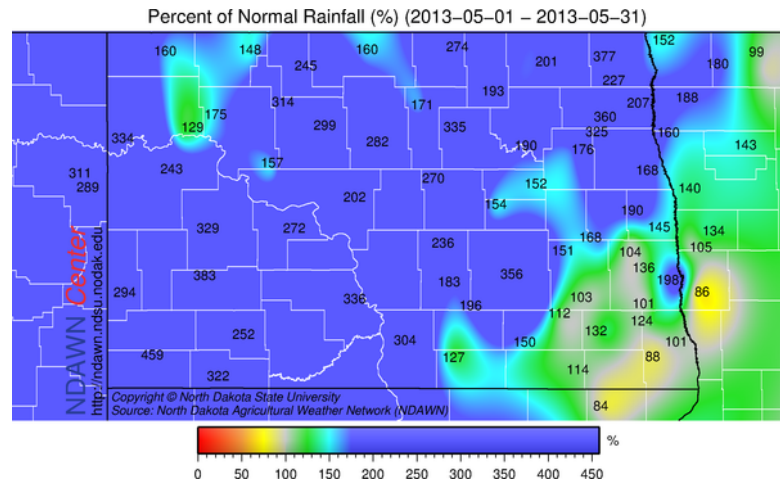 Percent of Normal Rainfall (%) (2013−05−01 − 2013−05−31)
160 148 160 274 201 377 152 180 99
245 227
314 175 171 193 207 188
129 299 335 360
334 282 190 325 160 143
157 176
311 243 270 168
289 202 152 140
154 190
329 272 168 145 134
236 151 104 105
383 183 356 136 198 86
294 336 196 103 101
112 124
252 304 150 132 101
459 127 88
322 114
84
NDAWN Center
http://ndawn.ndsu.nodak.edu
Copyright © North Dakota State University
Source: North Dakota Agricultural Weather Network (NDAWN)
%
0 50 100 150 200 250 300 350 400 450